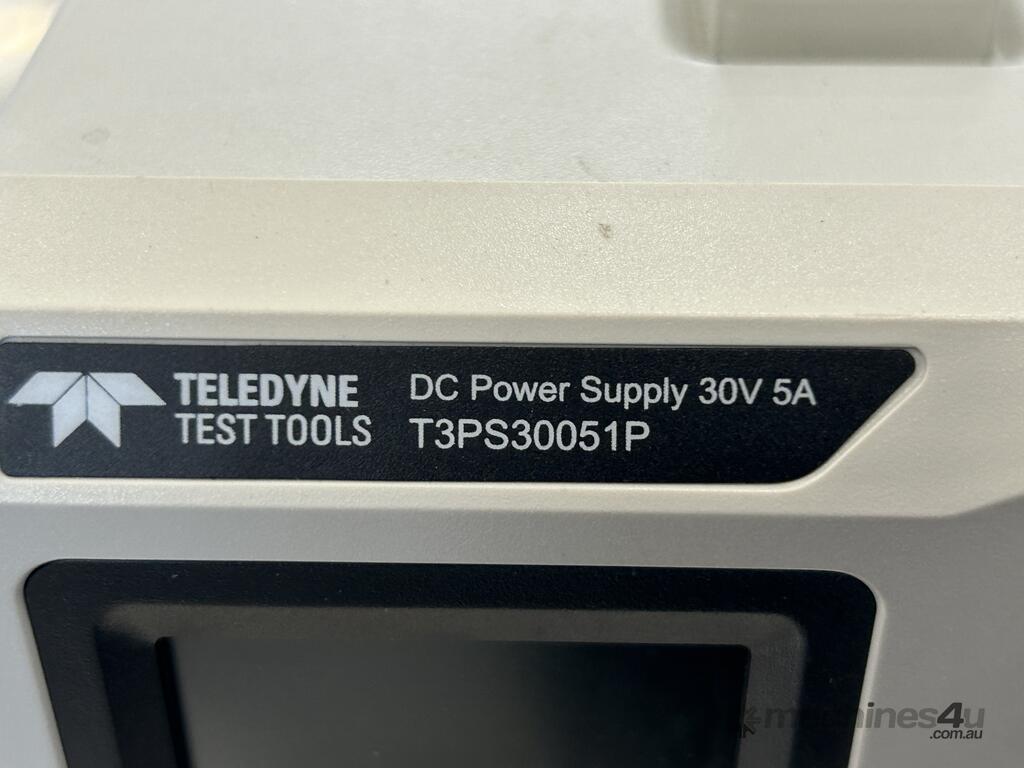 TELEDYNE
TEST TOOLS
DC Power Supply 30V 5A
T3PS30051P
machines4u
.com.au